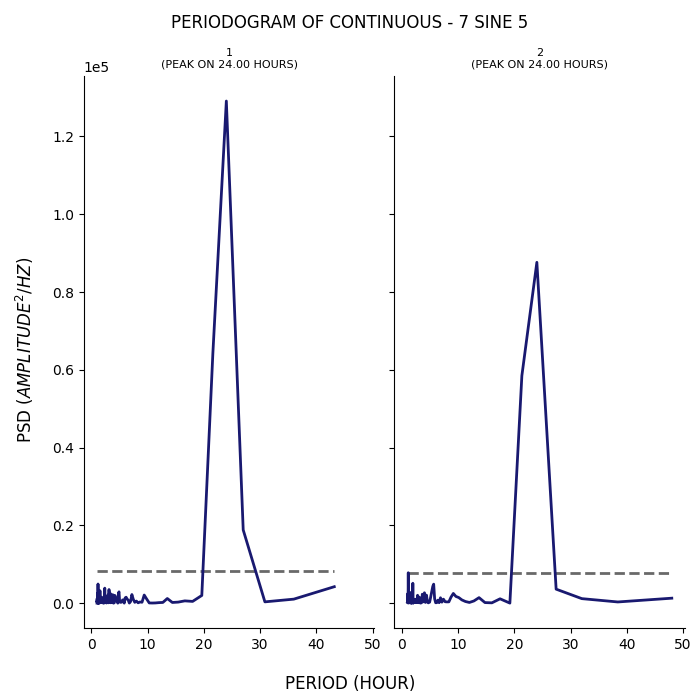 PERIODOGRAM OF CONTINUOUS - 7 SINE 5
1
(PEAK ON 24.00 HOURS)
2
(PEAK ON 24.00 HOURS)
1e5
1.2
1.0
0.8
0.6
0.4
0.2
0.0
PSD (AMPLITUDE²/HZ)
0 10 20 30 40 50
0 10 20 30 40 50
PERIOD (HOUR)